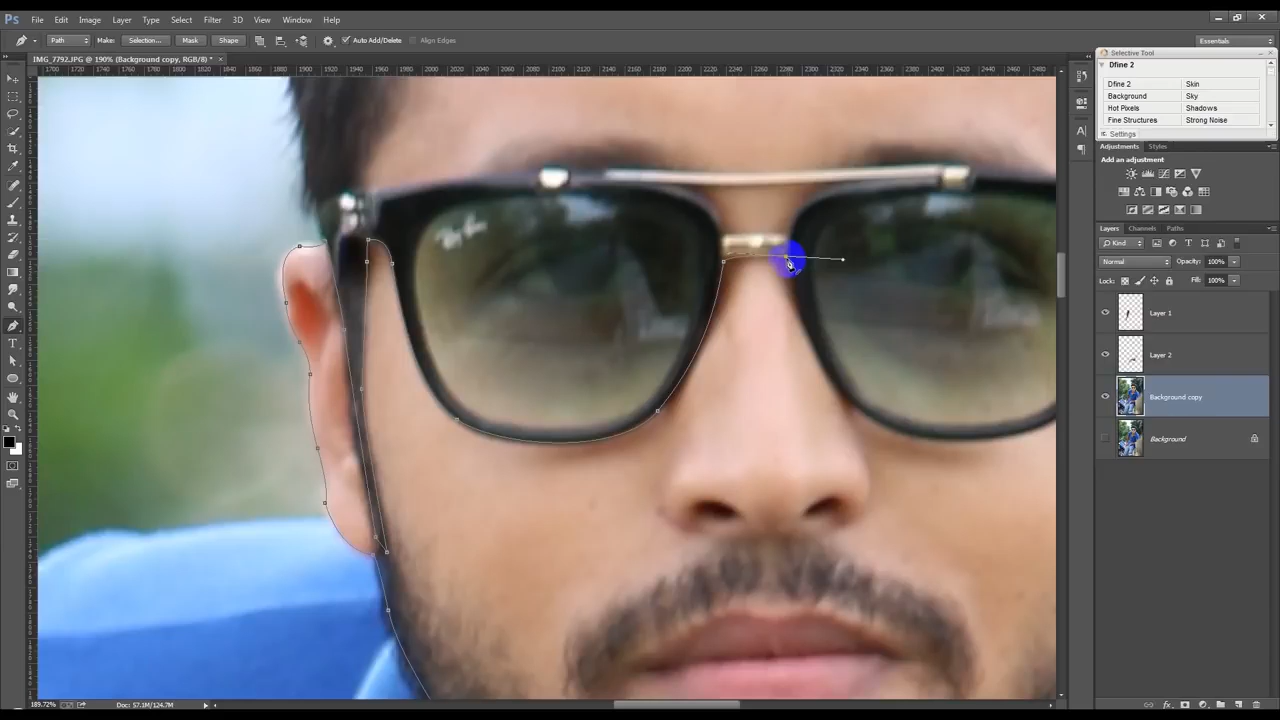 Ps File Edit Image Layer Type Select Filter 3D View Window Help
Path Make: Selection... Mask Shape Auto Add/Delete Align Edges Essentials
IMG_7792.JPG @ 190% (Background copy, RGB/8) * ×
Selective Tool
Dfine 2
Dfine 2 Skin
Background Sky
Hot Pixels Shadows
Fine Structures Strong Noise
Settings
Adjustments Styles
Add an adjustment
Layers Channels Paths
Kind
Normal Opacity: 100%
Lock: Fill: 100%
Layer 1
Layer 2
Background copy
Background
Ray-Ban
189.72% Doc: 57.1M/124.7M